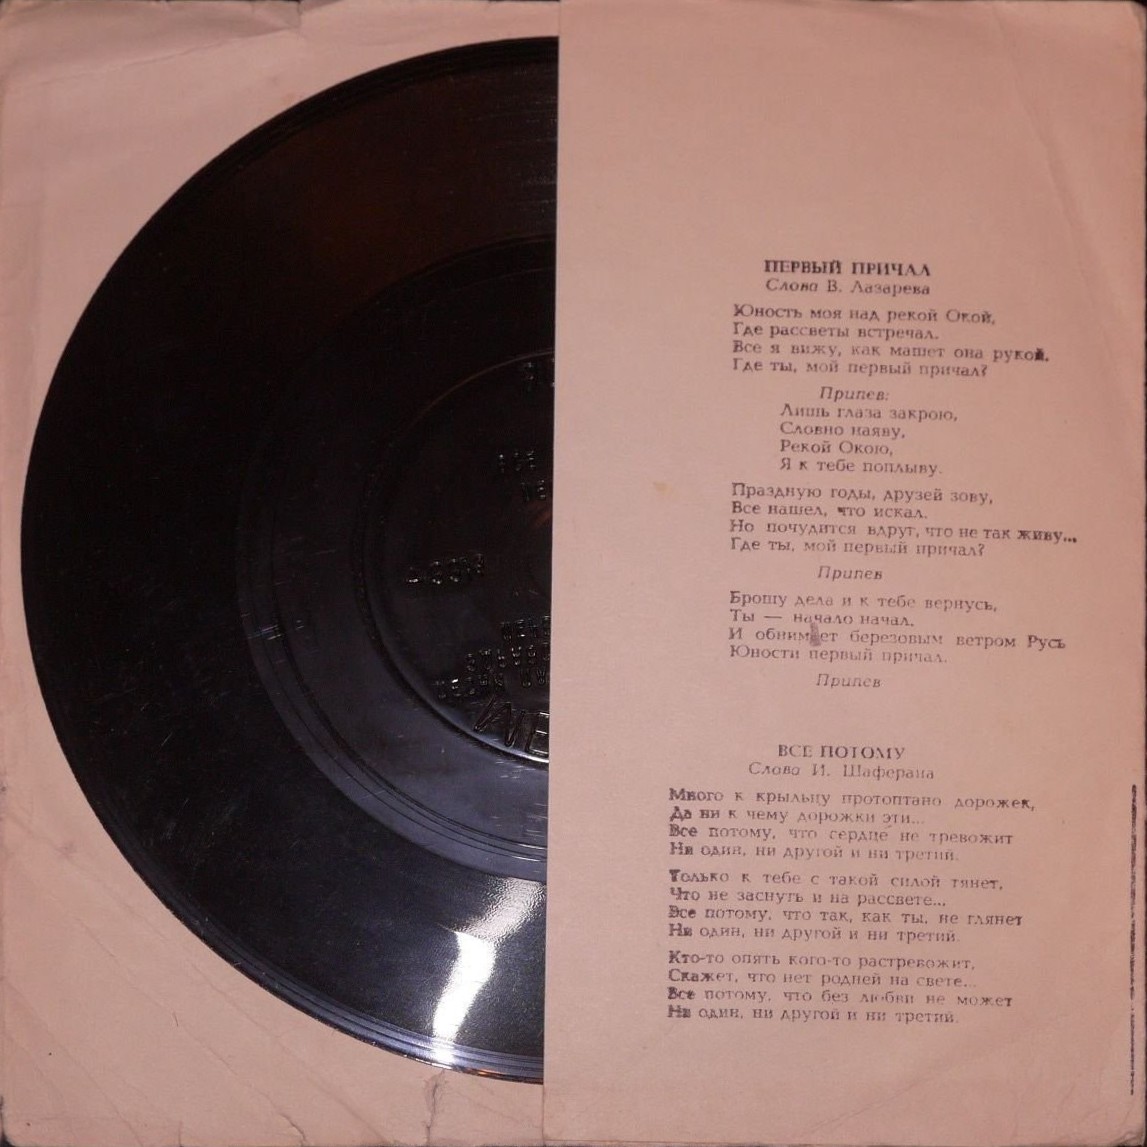 ПЕРВЫЙ ПРИЧАЛ
Слова В. Лазарева
Юность моя над рекой Окой,
Где рассветы встречал.
Все я вижу, как машет она рукой.
Где ты, мой первый причал?
Припев:
Лишь глаза закрою,
Словно наяву,
Рекой Окою,
Я к тебе поплыву.
Праздную годы, друзей зову,
Все нашел, что искал.
Но почудится вдруг, что не так живу...
Где ты, мой первый причал?
Припев
Брошу дела и к тебе вернусь,
Ты — начало начал.
И обнимает березовым ветром Русь
Юности первый причал.
Припев
ВСЕ ПОТОМУ
Слова И. Шаферана
Много к крыльцу протоптано дорожек,
Да ни к чему дорожки эти...
Все потому, что сердце не тревожит
Ни один, ни другой и ни третий.
Только к тебе с такой силой тянет,
Что не заснуть и на рассвете...
Все потому, что так, как ты, не глянет
Ни один, ни другой и ни третий.
Кто-то опять кого-то растревожит,
Скажет, что нет родней на свете...
Все потому, что без любви не может
Ни один, ни другой и ни третий.